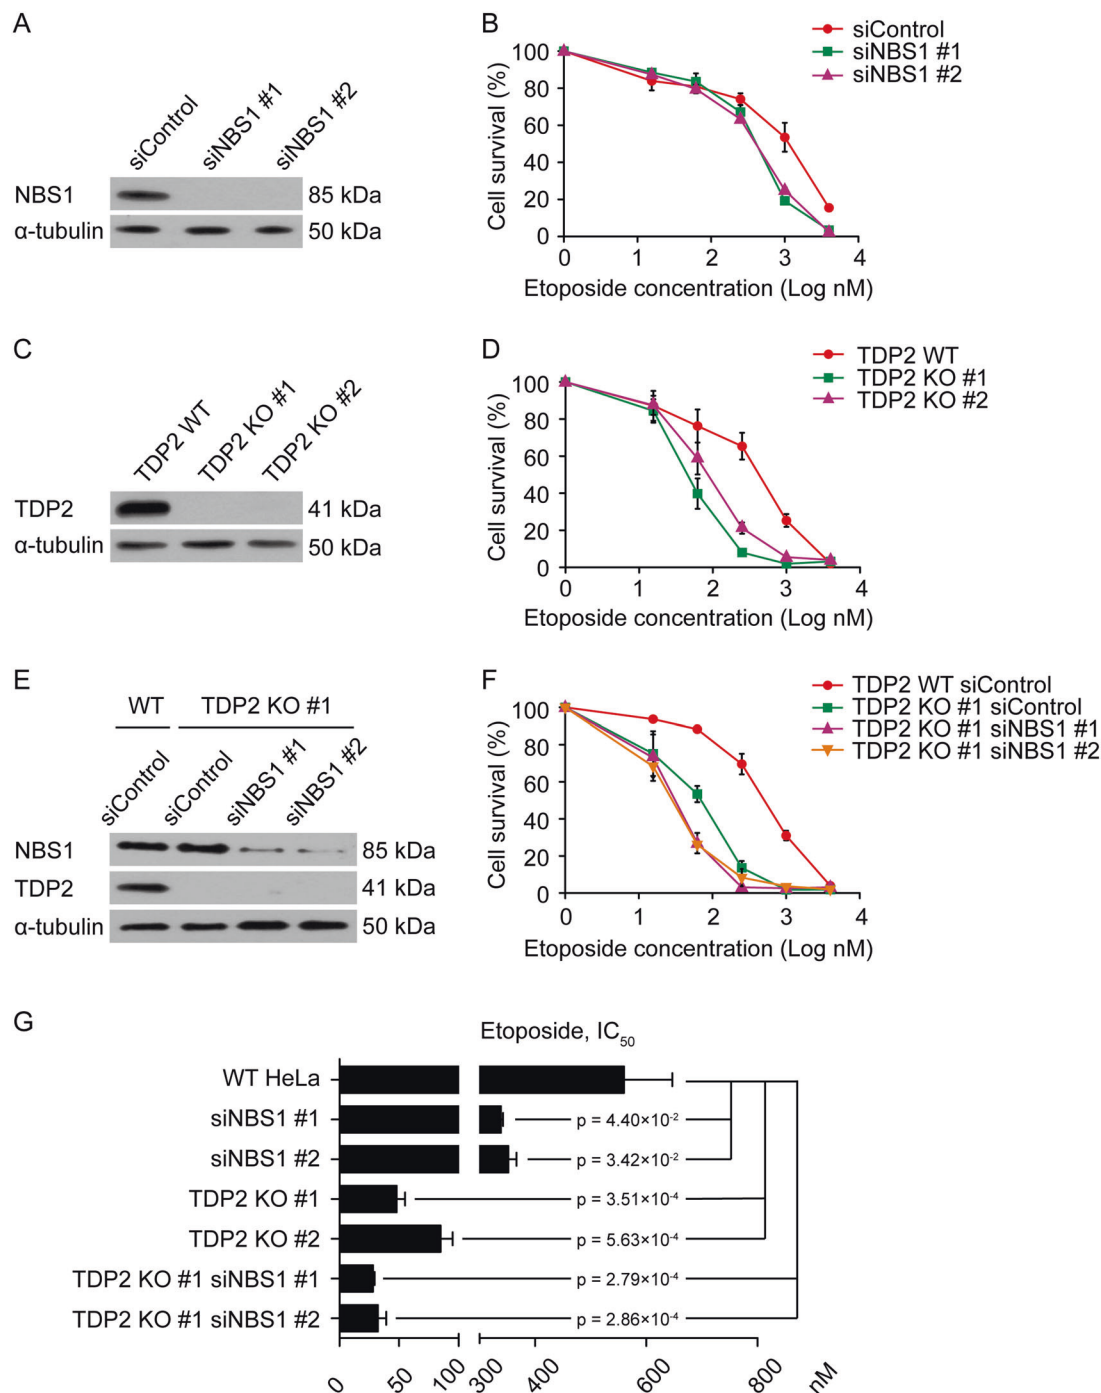 A
siControl
siNBS1 #1
siNBS1 #2
NBS1
85 kDa
α-tubulin
50 kDa
B
siControl
siNBS1 #1
siNBS1 #2
Cell survival (%)
100
80
60
40
20
0
0 1 2 3 4
Etoposide concentration (Log nM)
C
TDP2 WT
TDP2 KO #1
TDP2 KO #2
TDP2
41 kDa
α-tubulin
50 kDa
D
TDP2 WT
TDP2 KO #1
TDP2 KO #2
Cell survival (%)
100
80
60
40
20
0
0 1 2 3 4
Etoposide concentration (Log nM)
E
WT TDP2 KO #1
siControl
siControl
siNBS1 #1
siNBS1 #2
NBS1
85 kDa
TDP2
41 kDa
α-tubulin
50 kDa
F
TDP2 WT siControl
TDP2 KO #1 siControl
TDP2 KO #1 siNBS1 #1
TDP2 KO #1 siNBS1 #2
Cell survival (%)
100
80
60
40
20
0
0 1 2 3 4
Etoposide concentration (Log nM)
G
Etoposide, IC₅₀
WT HeLa
siNBS1 #1
p = 4.40×10⁻²
siNBS1 #2
p = 3.42×10⁻²
TDP2 KO #1
p = 3.51×10⁻⁴
TDP2 KO #2
p = 5.63×10⁻⁴
TDP2 KO #1 siNBS1 #1
p = 2.79×10⁻⁴
TDP2 KO #1 siNBS1 #2
p = 2.86×10⁻⁴
0 50 100 300 400 600 800 nM